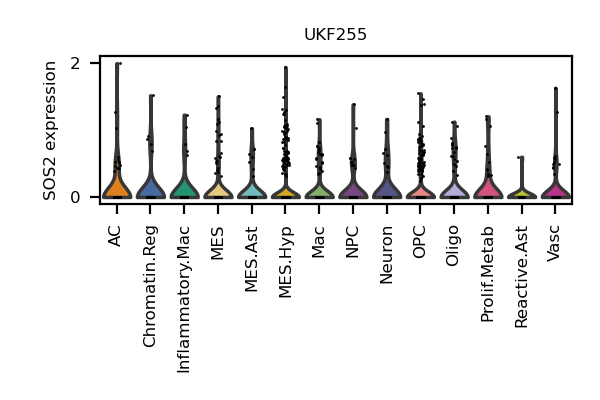 UKF255
SOS2 expression
2
0
AC
Chromatin.Reg
Inflammatory.Mac
MES
MES.Ast
MES.Hyp
Mac
NPC
Neuron
OPC
Oligo
Prolif.Metab
Reactive.Ast
Vasc